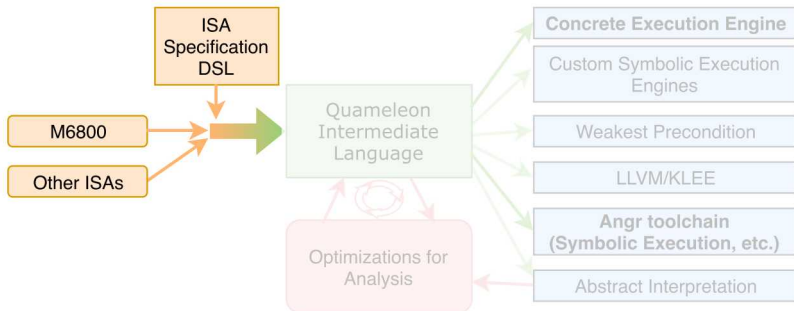 ISA
Specification
DSL
M6800
Other ISAs
Quameleon
Intermediate
Language
Optimizations for
Analysis
Concrete Execution Engine
Custom Symbolic Execution
Engines
Weakest Precondition
LLVM/KLEE
Angr toolchain
(Symbolic Execution, etc.)
Abstract Interpretation